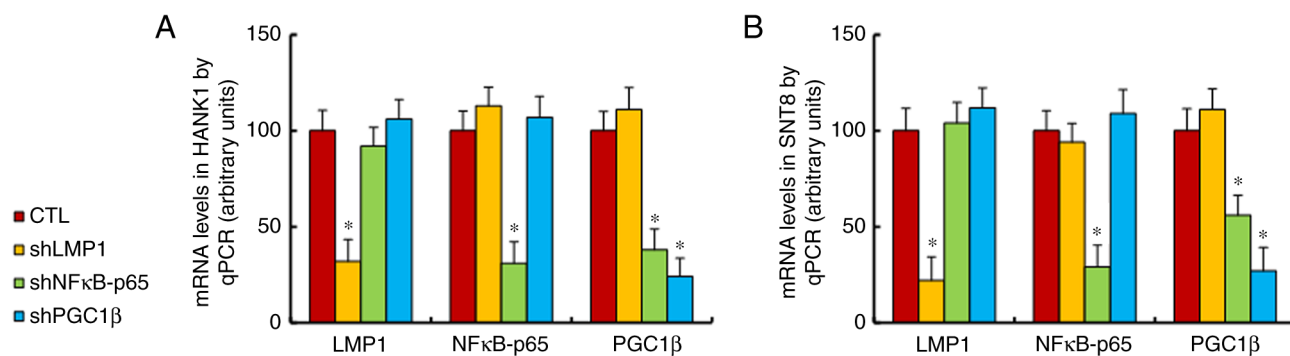 A
mRNA levels in HANK1 by
qPCR (arbitrary units)
150
100
50
0
*
*
*
*
LMP1
NFκB-p65
PGC1β
B
mRNA levels in SNT8 by
qPCR (arbitrary units)
150
100
50
0
*
*
*
*
LMP1
NFκB-p65
PGC1β
CTL
shLMP1
shNFκB-p65
shPGC1β